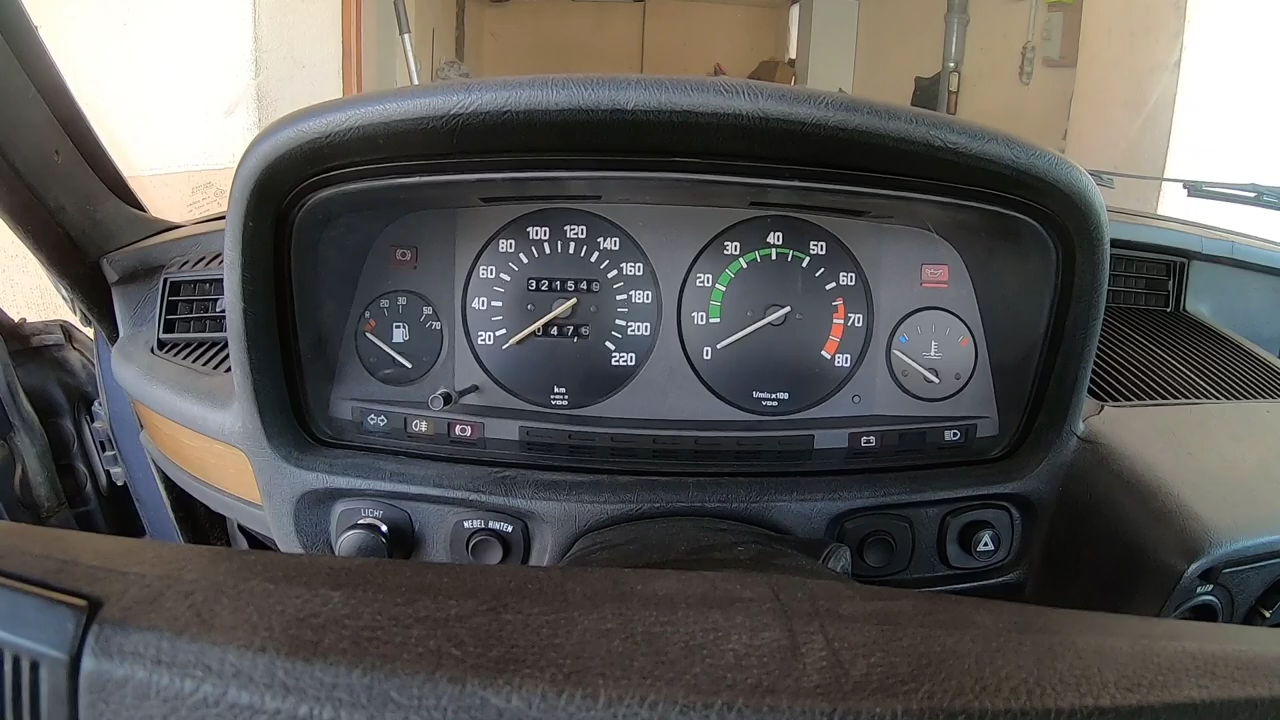 100 120
80 140
60 160
40 180
20 200
220
321549
0476
km
VDO
40
30 50
20 60
10 70
0 80
1/min x 100
VDO
20 30 50 70
R
LICHT
NEBEL HINTEN